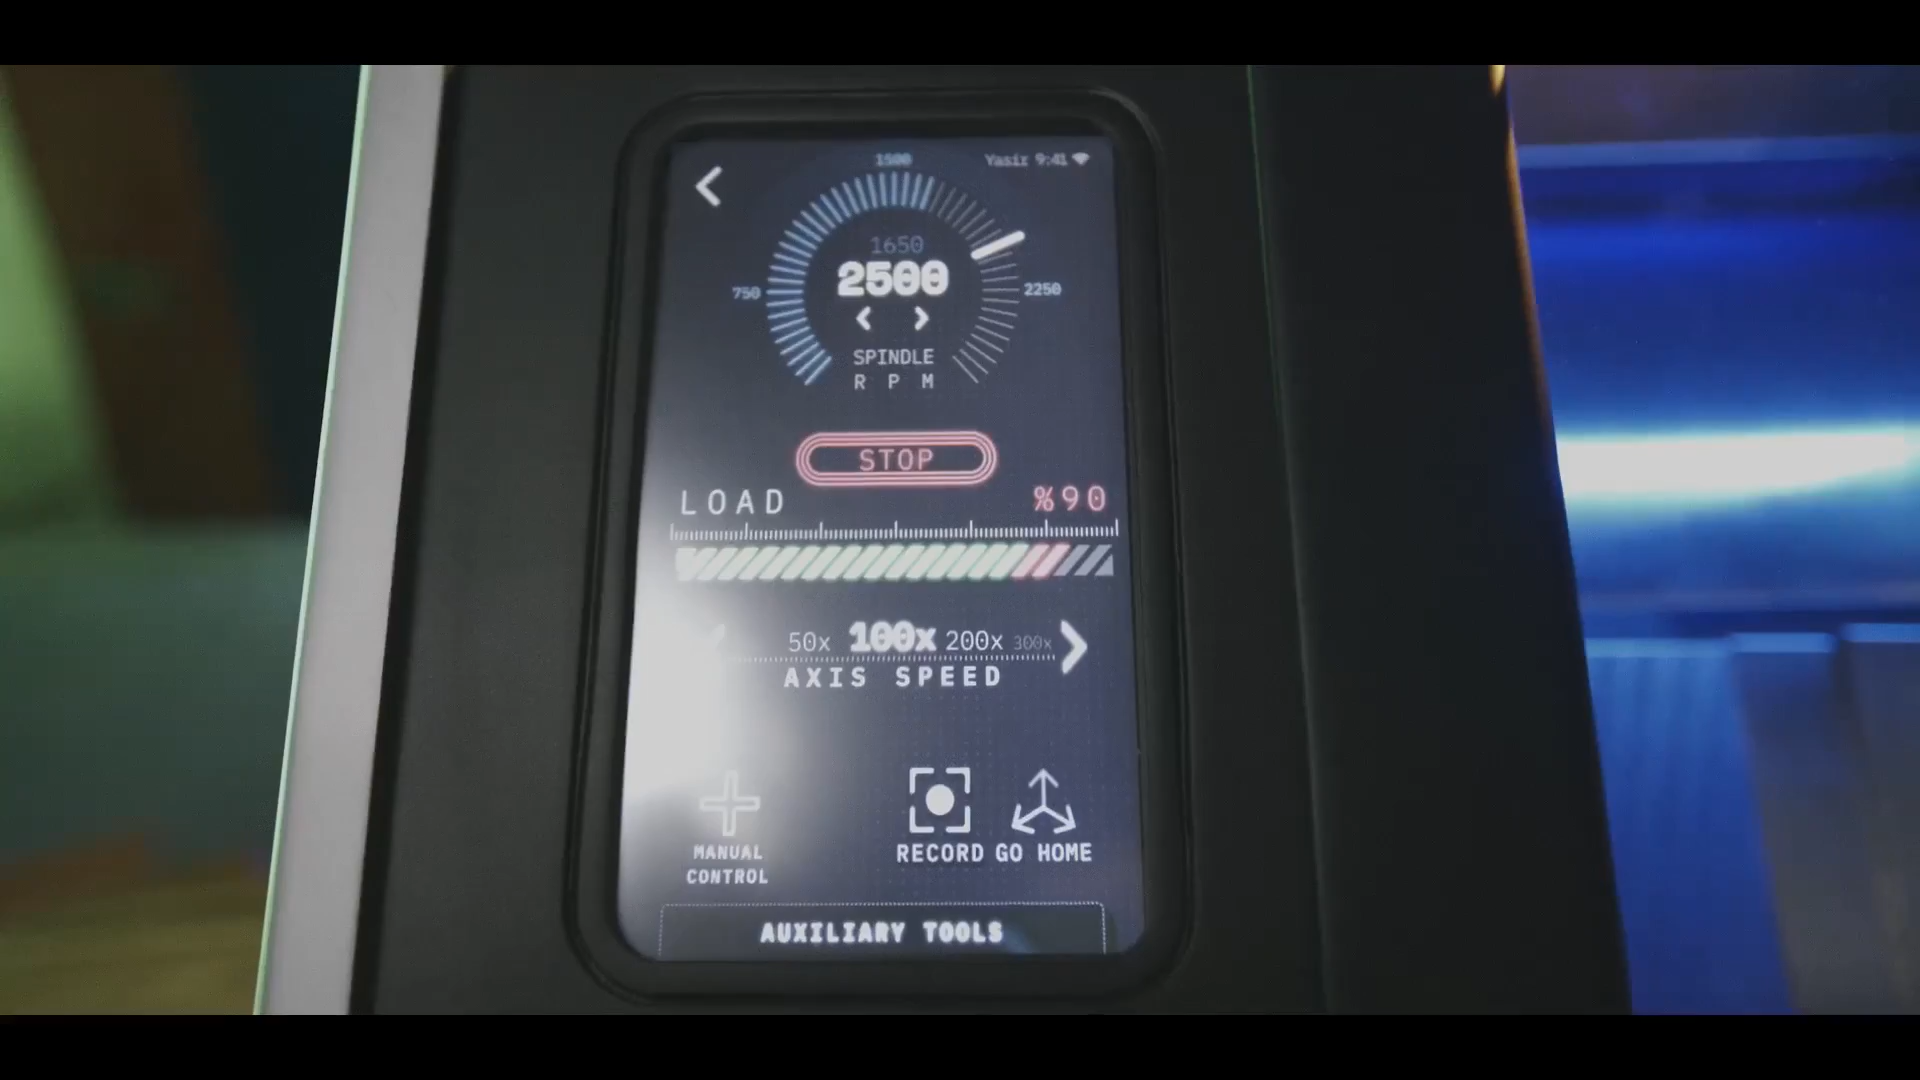 1500
Yasir 9:41
1650
2500
750
2250
SPINDLE
RPM
STOP
LOAD
%90
50x 100x 200x 300x
AXIS SPEED
MANUAL
CONTROL
RECORD
GO HOME
AUXILIARY TOOLS